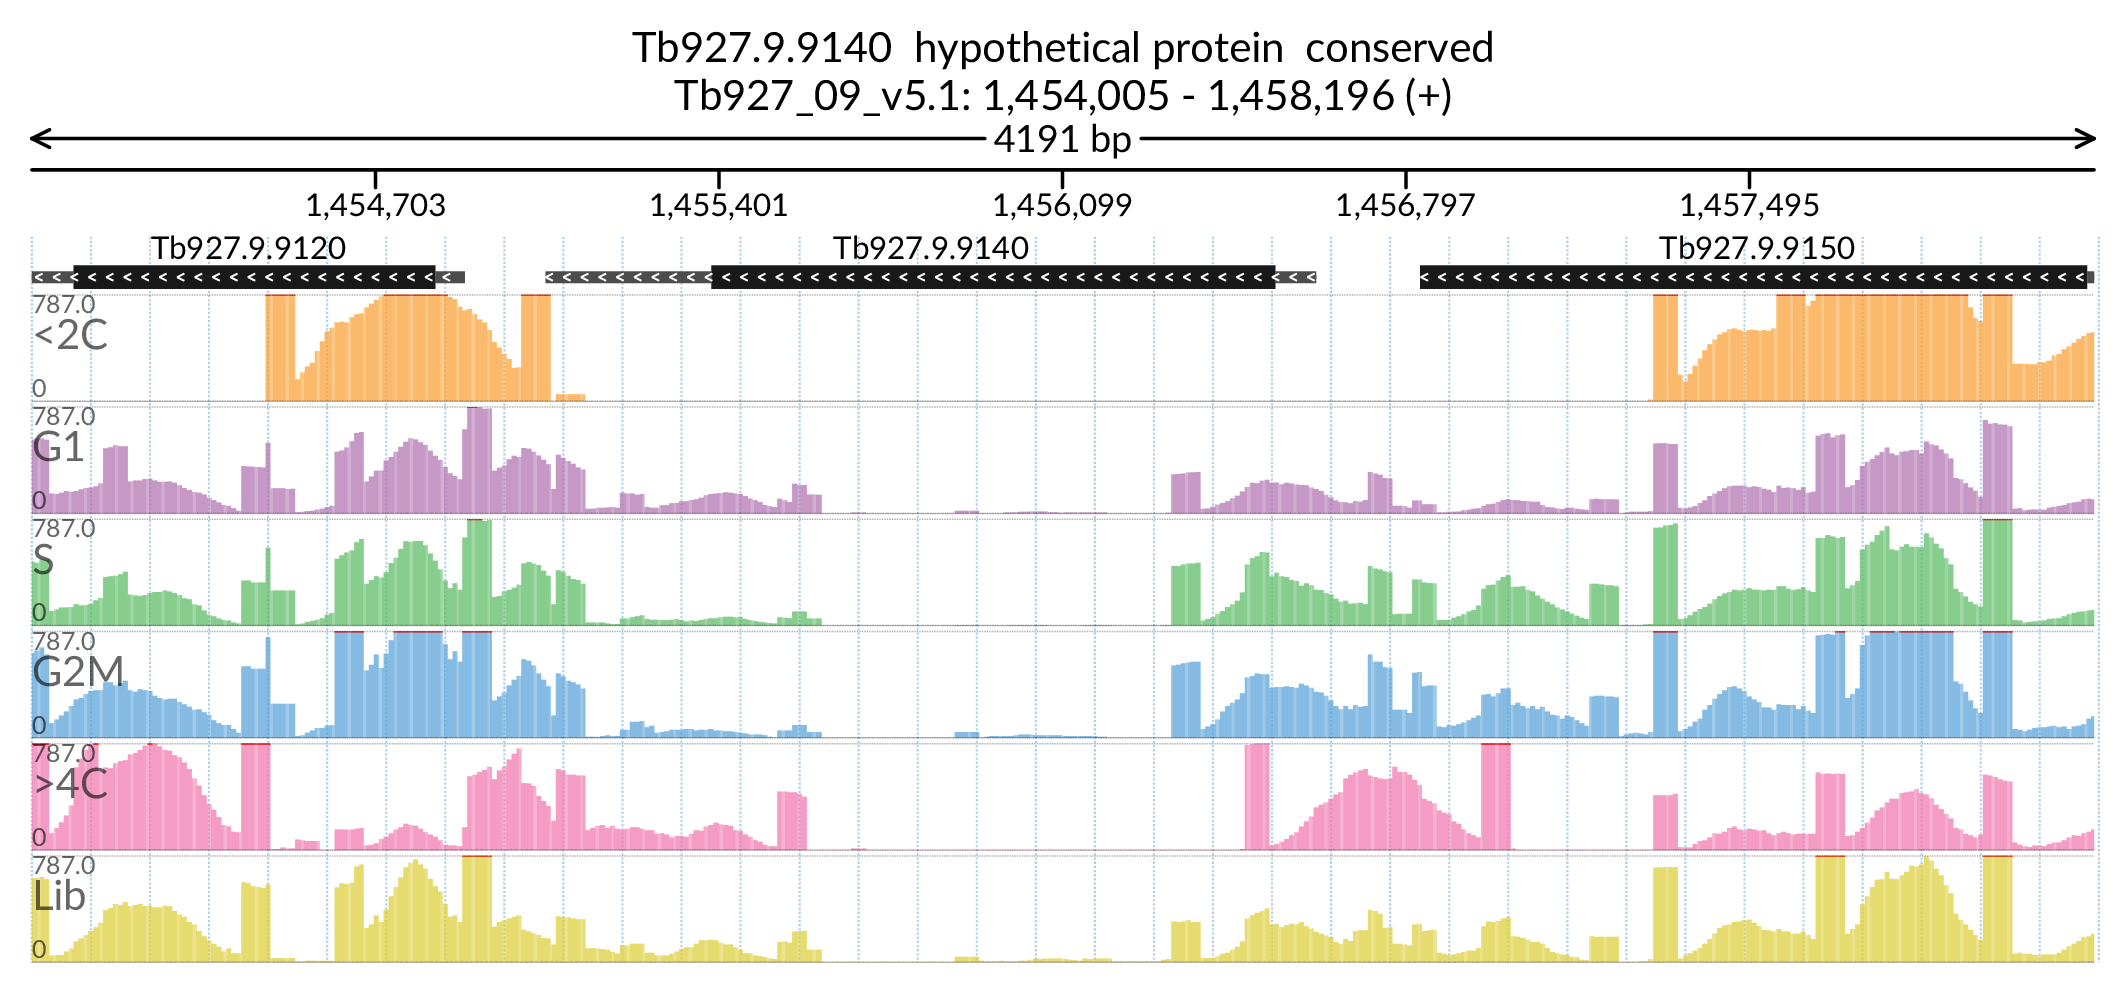 Tb927.9.9140  hypothetical protein  conserved
Tb927_09_v5.1: 1,454,005 - 1,458,196 (+)
4191 bp
1,454,703 1,455,401 1,456,099 1,456,797 1,457,495
Tb927.9.9120 Tb927.9.9140 Tb927.9.9150
787.0
<2C
0
787.0
G1
0
787.0
S
0
787.0
G2M
0
787.0
>4C
0
787.0
Lib
0